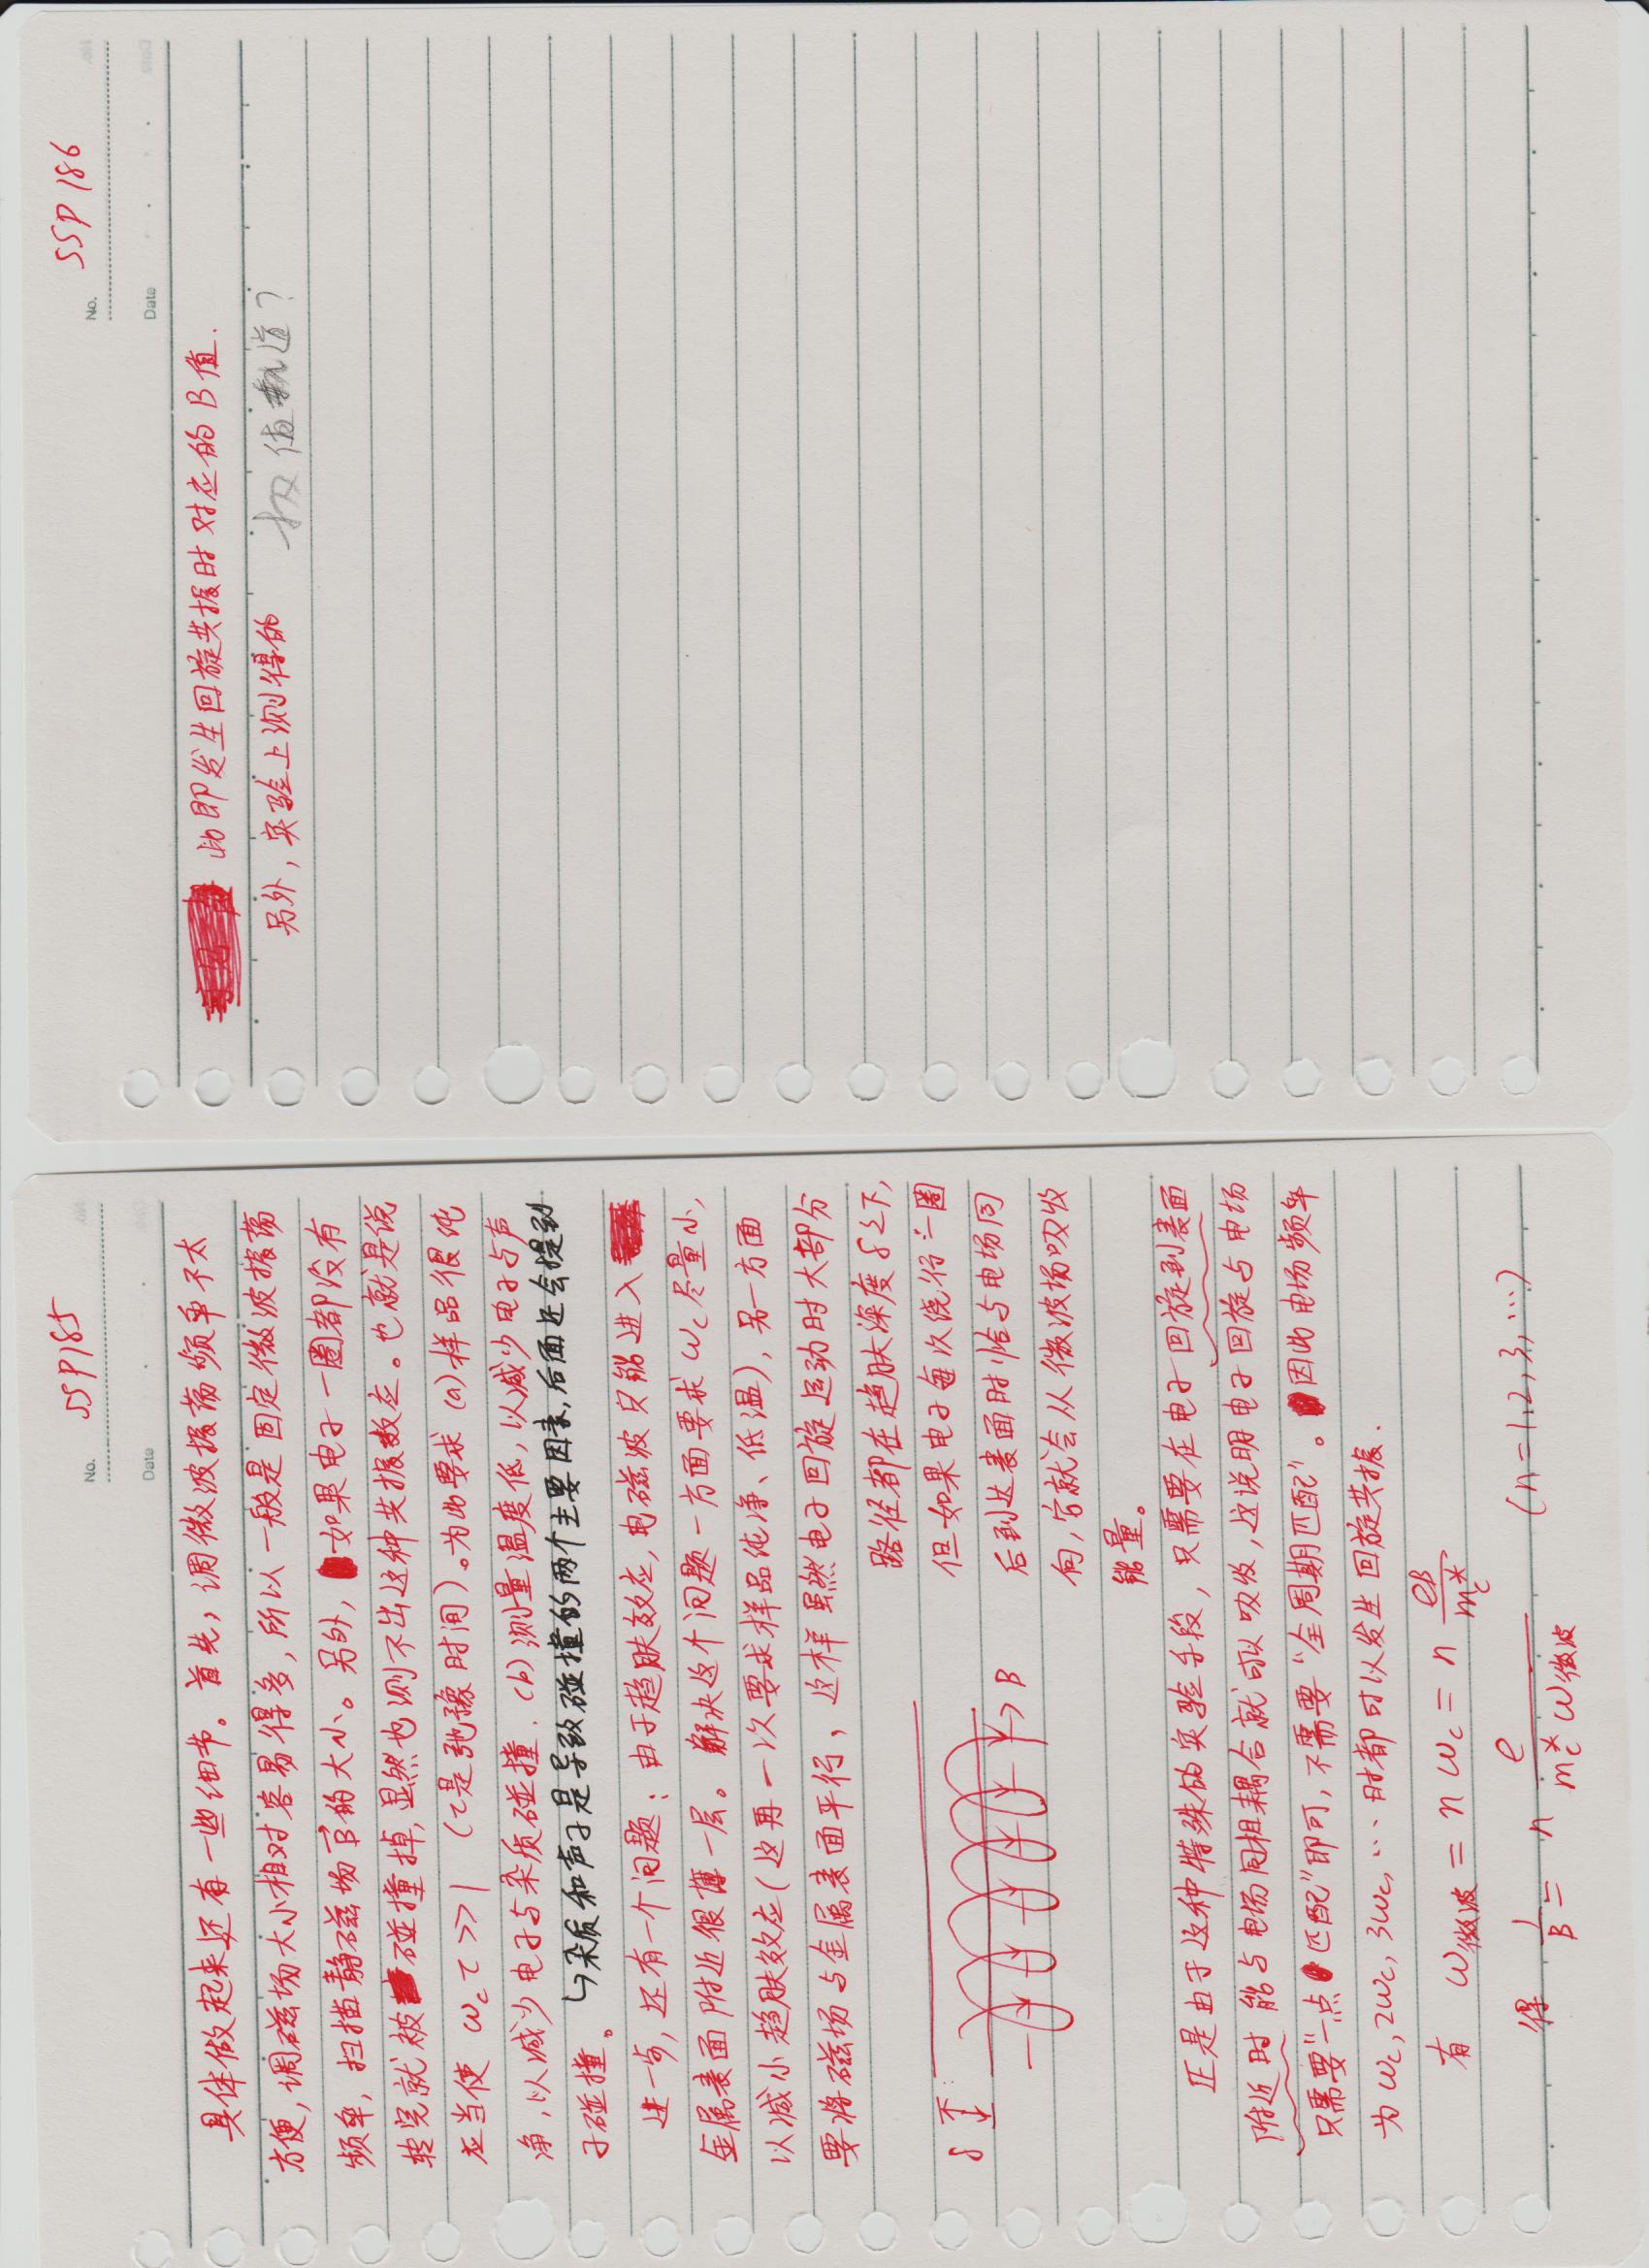 No. SSP185
Date
具体做起来还有一些细节。首先，调微波振荡频率不太
方便，调磁场大小相对容易得多，所以一般是固定微波振荡
频率，扫描静磁场B⃗的大小。另外，如果电子一圈都没有
转完就被碰撞掉，显然也测不出这种共振效应。也就是说
应当使 ω_cτ>>1 （τ是弛豫时间）。为此要求 (a) 样品很纯
净，以减少电子与杂质碰撞. (b) 测量温度低，以减少电子与声
子碰撞。 ↳杂质和声子是导致碰撞的两个主要因素，后面还会提到.
进一步，还有一个问题：由于趋肤效应，电磁波只能进入
金属表面附近很薄一层。解决这个问题一方面要求 ω_c 尽量小，
以减小趋肤效应（这再一次要求样品纯净、低温），另一方面
要将磁场与金属表面平行，这样虽然电子回旋运动时大部分
路径都在趋肤深度δ之下，
但如果电子每次绕行一圈
后到达表面时恰与电场同
向，它就会从微波场吸收
能量。
δ
B
正是由于这种特殊的实验手段，只需要在电子回旋到表面
附近时能与电场同相耦合就可以吸收，这说明电子回旋与电场
只需要“一点匹配”即可，不需要“全周期匹配”。因此电场频率
为 ω_c, 2ω_c, 3ω_c, … 时都可以发生回旋共振.
有 ω_微波 = n ω_c = n eB/m_c^*
得 1/B = n e/(m_c^* ω_微波) (n=1,2,3,…)
No. SSP 186
Date
此即发生回旋共振时对应的 B 值.
另外，实验上测得的 极值轨道？